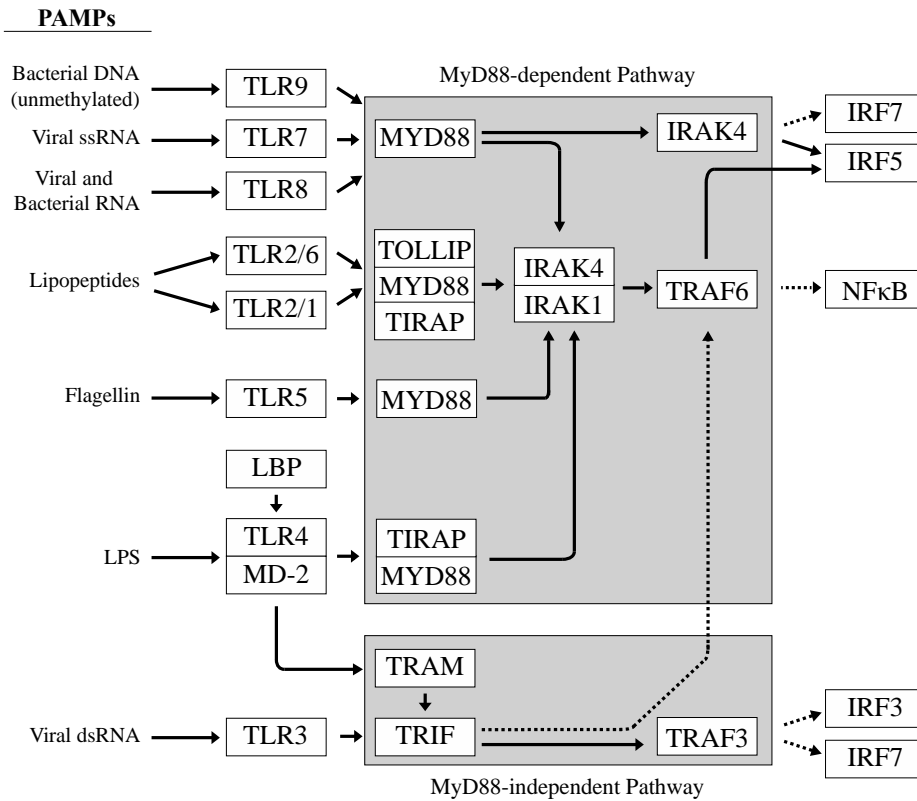 PAMPs
MyD88-dependent Pathway
Bacterial DNA
(unmethylated)
TLR9
IRF7
Viral ssRNA
TLR7
MYD88
IRAK4
IRF5
Viral and
Bacterial RNA
TLR8
Lipopeptides
TLR2/6
TLR2/1
TOLLIP
MYD88
TIRAP
IRAK4
IRAK1
TRAF6
NFκB
Flagellin
TLR5
MYD88
LBP
LPS
TLR4
MD-2
TIRAP
MYD88
TRAM
Viral dsRNA
TLR3
TRIF
TRAF3
IRF3
IRF7
MyD88-independent Pathway